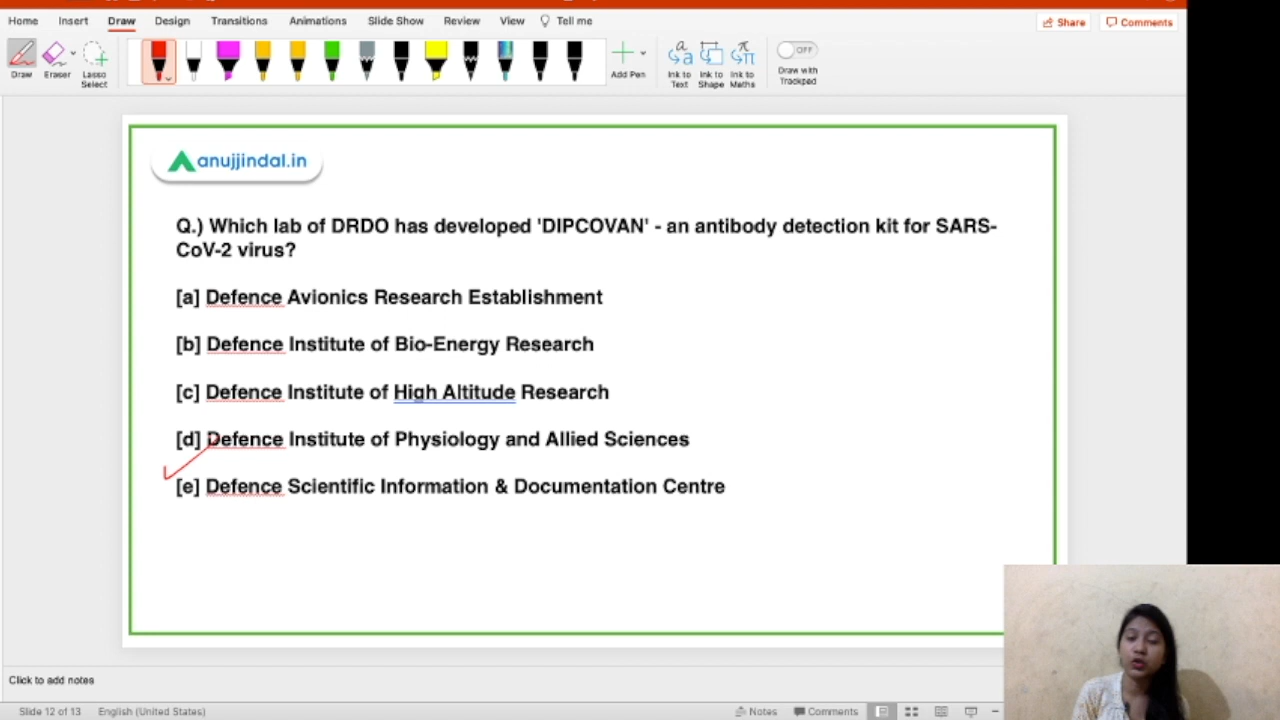 Home Insert Draw Design Transitions Animations Slide Show Review View Tell me Share Comments
Draw Eraser Lasso Select Add Pen Ink to Text Ink to Shape Ink to Maths OFF Draw with Trackpad
anujjindal.in
Q.) Which lab of DRDO has developed 'DIPCOVAN' - an antibody detection kit for SARS-
CoV-2 virus?
[a] Defence Avionics Research Establishment
[b] Defence Institute of Bio-Energy Research
[c] Defence Institute of High Altitude Research
[d] Defence Institute of Physiology and Allied Sciences
[e] Defence Scientific Information & Documentation Centre
Click to add notes
Slide 12 of 13 English (United States) Notes Comments